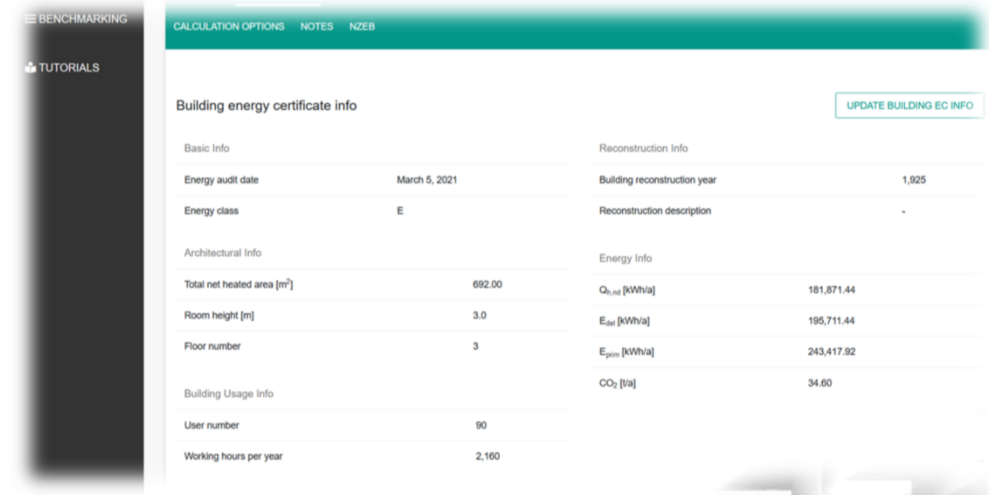 BENCHMARKING
TUTORIALS
CALCULATION OPTIONS NOTES NZEB
Building energy certificate info
UPDATE BUILDING EC INFO
Basic Info
Energy audit date March 5, 2021
Energy class E
Architectural Info
Total net heated area [m²] 692.00
Room height [m] 3.0
Floor number 3
Building Usage Info
User number 90
Working hours per year 2,160
Reconstruction Info
Building reconstruction year 1,925
Reconstruction description -
Energy Info
Qh,nd [kWh/a] 181,871.44
Edel [kWh/a] 195,711.44
Eprim [kWh/a] 243,417.92
CO₂ [t/a] 34.60